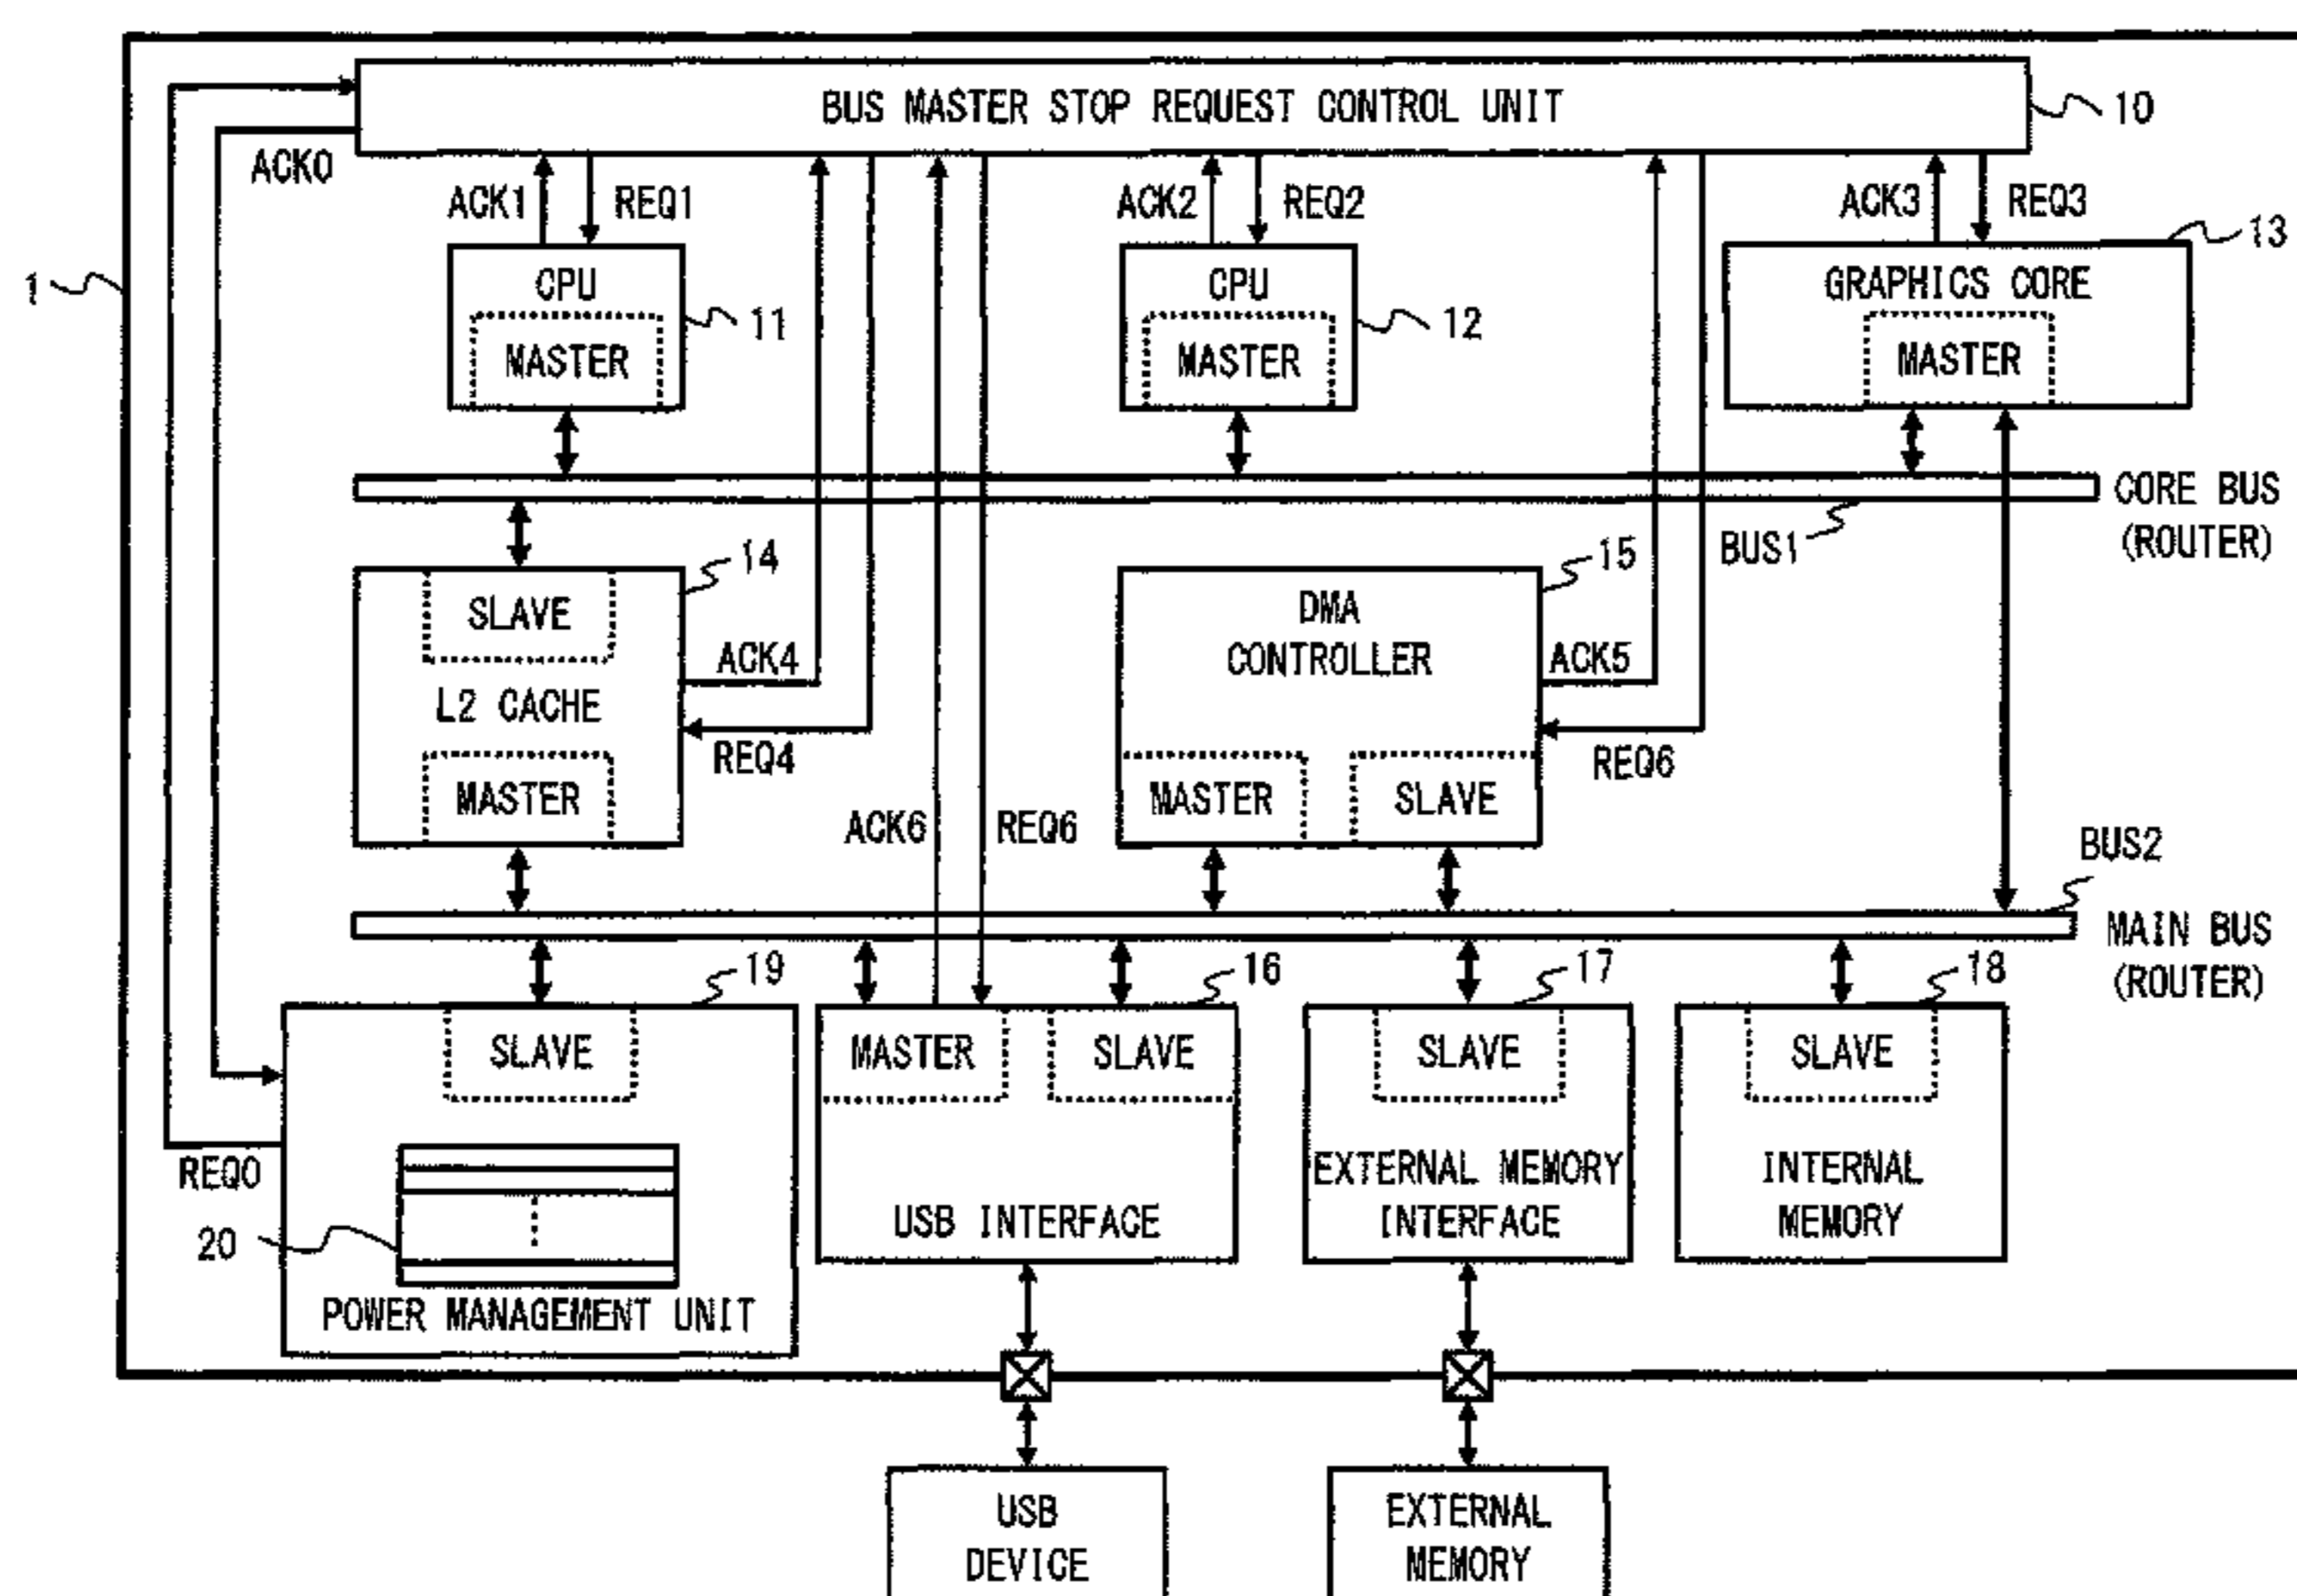 BUS MASTER STOP REQUEST CONTROL UNIT
10
ACK0
ACK1
REQ1
ACK2
REQ2
ACK3
REQ3
13
1
CPU
MASTER
11
CPU
MASTER
12
GRAPHICS CORE
MASTER
CORE BUS
(ROUTER)
BUS1
14
SLAVE
L2 CACHE
MASTER
ACK4
REQ4
15
DMA
CONTROLLER
MASTER
SLAVE
ACK5
REQ6
ACK6
REQ6
BUS2
MAIN BUS
(ROUTER)
19
SLAVE
REQ0
20
POWER MANAGEMENT UNIT
16
MASTER
SLAVE
USB INTERFACE
17
SLAVE
EXTERNAL MEMORY
INTERFACE
18
SLAVE
INTERNAL
MEMORY
USB
DEVICE
EXTERNAL
MEMORY